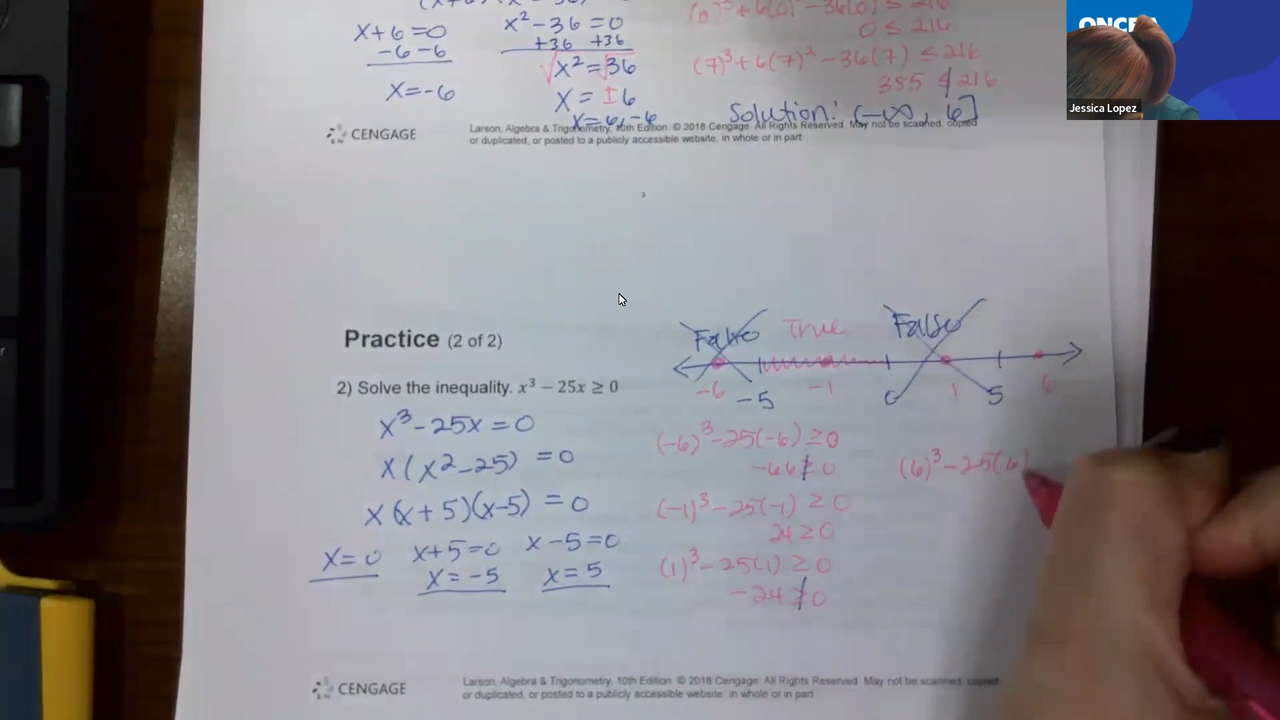 x+6=0
-6 -6
x=-6
x²-36=0
+36 +36
√x²=√36
x=±6
x=6,-6
0 ≤ 216
(7)³+6(7)²-36(7) ≤ 216
385 ≰ 216
Solution: (-∞, 6]
CENGAGE
Larson, Algebra & Trigonometry, 10th Edition. © 2018 Cengage. All Rights Reserved. May not be scanned, copied
or duplicated, or posted to a publicly accessible website, in whole or in part.
ONCRA
Jessica Lopez
Practice (2 of 2)
2) Solve the inequality. x³ − 25x ≥ 0
x³-25x=0
x(x²-25) =0
x(x+5)(x-5) =0
x=0
x+5=0
x=-5
x-5=0
x=5
False True False
-6 -5 -1 0 1 5 6
(-6)³-25(-6) ≥0
-66≱0
(-1)³-25(-1) ≥ 0
24≥0
(1)³-25(1) ≥0
-24≱0
(6)³-25(6)
CENGAGE
Larson, Algebra & Trigonometry, 10th Edition. © 2018 Cengage. All Rights Reserved. May not be scanned, copied
or duplicated, or posted to a publicly accessible website, in whole or in part.